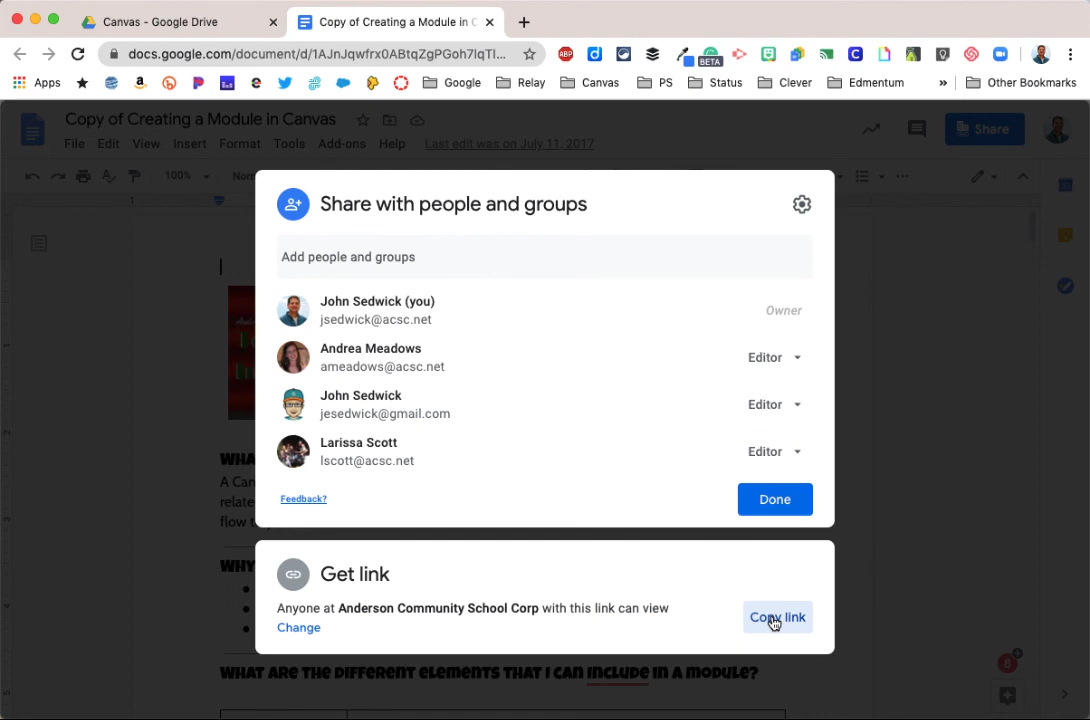 Canvas - Google Drive
Copy of Creating a Module in C
docs.google.com/document/d/1AJnJqwfrx0ABtqZgPGoh7lqTl...
BETA
Apps
Google
Relay
Canvas
PS
Status
Clever
Edmentum
»
Other Bookmarks
Copy of Creating a Module in Canvas
Share
File Edit View Insert Format Tools Add-ons Help Last edit was on July 11, 2017
100%
Share with people and groups
Add people and groups
John Sedwick (you)
jsedwick@acsc.net
Owner
Andrea Meadows
ameadows@acsc.net
Editor
John Sedwick
jesedwick@gmail.com
Editor
Larissa Scott
lscott@acsc.net
Editor
Feedback?
Done
Get link
Anyone at Anderson Community School Corp with this link can view
Change
Copy link
A Can
flow t
WHY
WHAT ARE THE DIFFERENT ELEMENTS THAT I CAN INCLUDE IN A MODULE?
8